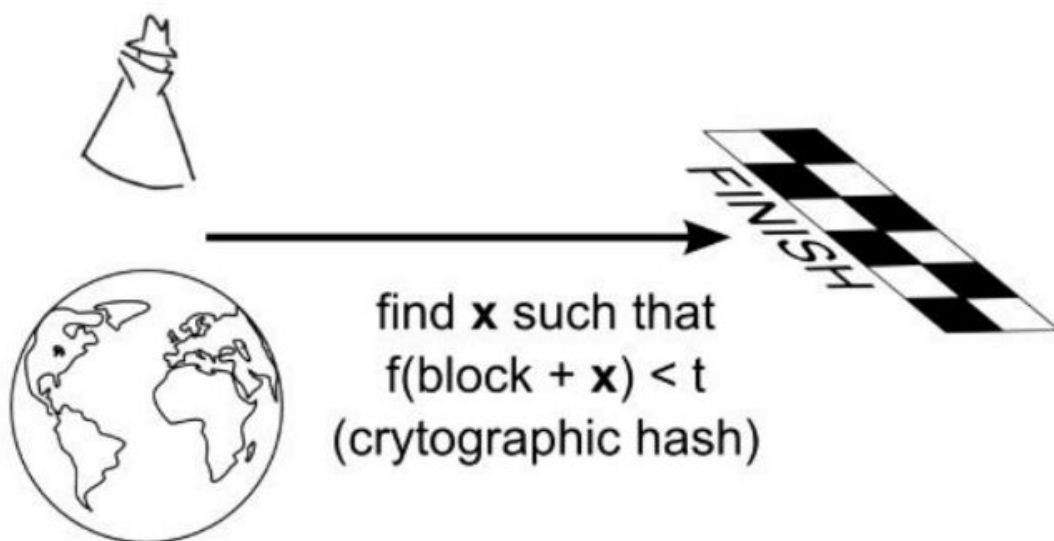 FINISH
find x such that
f(block + x) < t
(crytographic hash)